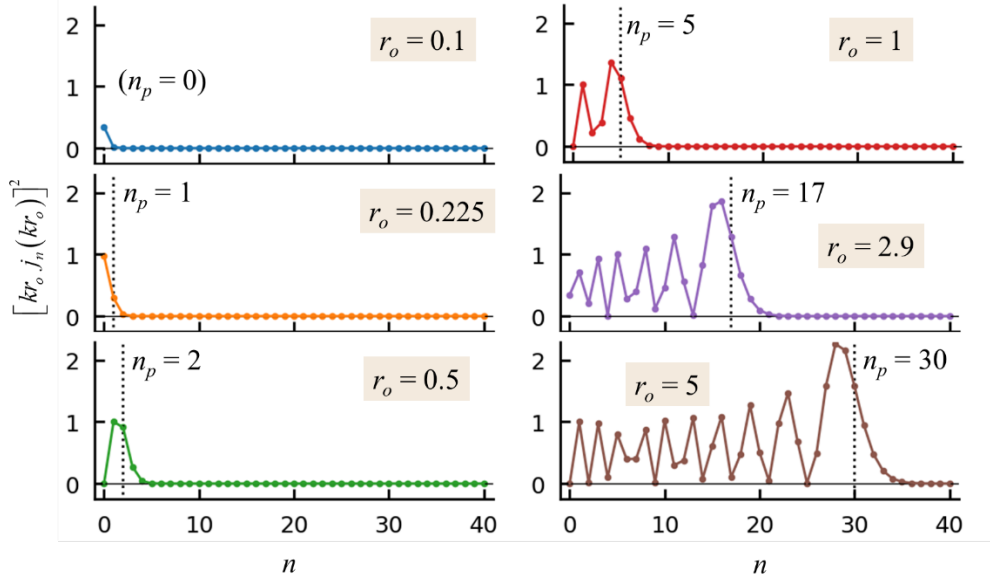 [kr_o j_n(kr_o)]²
2
1
0
(n_p = 0)
r_o = 0.1
2
1
0
n_p = 1
r_o = 0.225
2
1
0
n_p = 2
r_o = 0.5
0 10 20 30 40
n
2
1
0
n_p = 5
r_o = 1
2
1
0
n_p = 17
r_o = 2.9
2
1
0
r_o = 5
n_p = 30
0 10 20 30 40
n